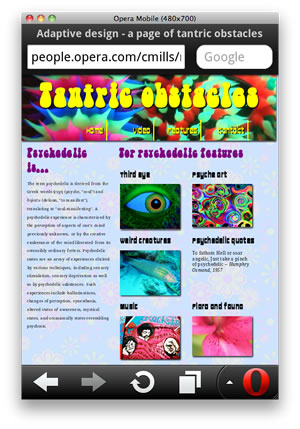 Opera Mobile (480x700)
Adaptive design - a page of tantric obstacles
people.opera.com/cmills/
Google
Tantric obstacles
home
video
features
contact
Psychedelic
is...
The term psychedelic is derived from the
Greek words ψυχή (psyche, "soul") and
δηλοῦν (deloun, "to manifest"),
translating to "soul-manifesting". A
psychedelic experience is characterized by
the perception of aspects of one's mind
previously unknown, or by the creative
exuberance of the mind liberated from its
ostensibly ordinary fetters. Psychedelic
states are an array of experiences elicited
by various techniques, including sensory
stimulation, sensory deprivation as well
as by psychedelic substances. Such
experiences include hallucinations,
changes of perception, synesthesia,
altered states of awareness, mystical
states, and occasionally states resembling
psychosis.
Top psychedelic features
Third eye
Psyche art
Weird creatures
Psychedelic quotes
To fathom Hell or soar
angelic, Just take a pinch
of psychedelic – Humphry
Osmond, 1957
Music
Flora and fauna